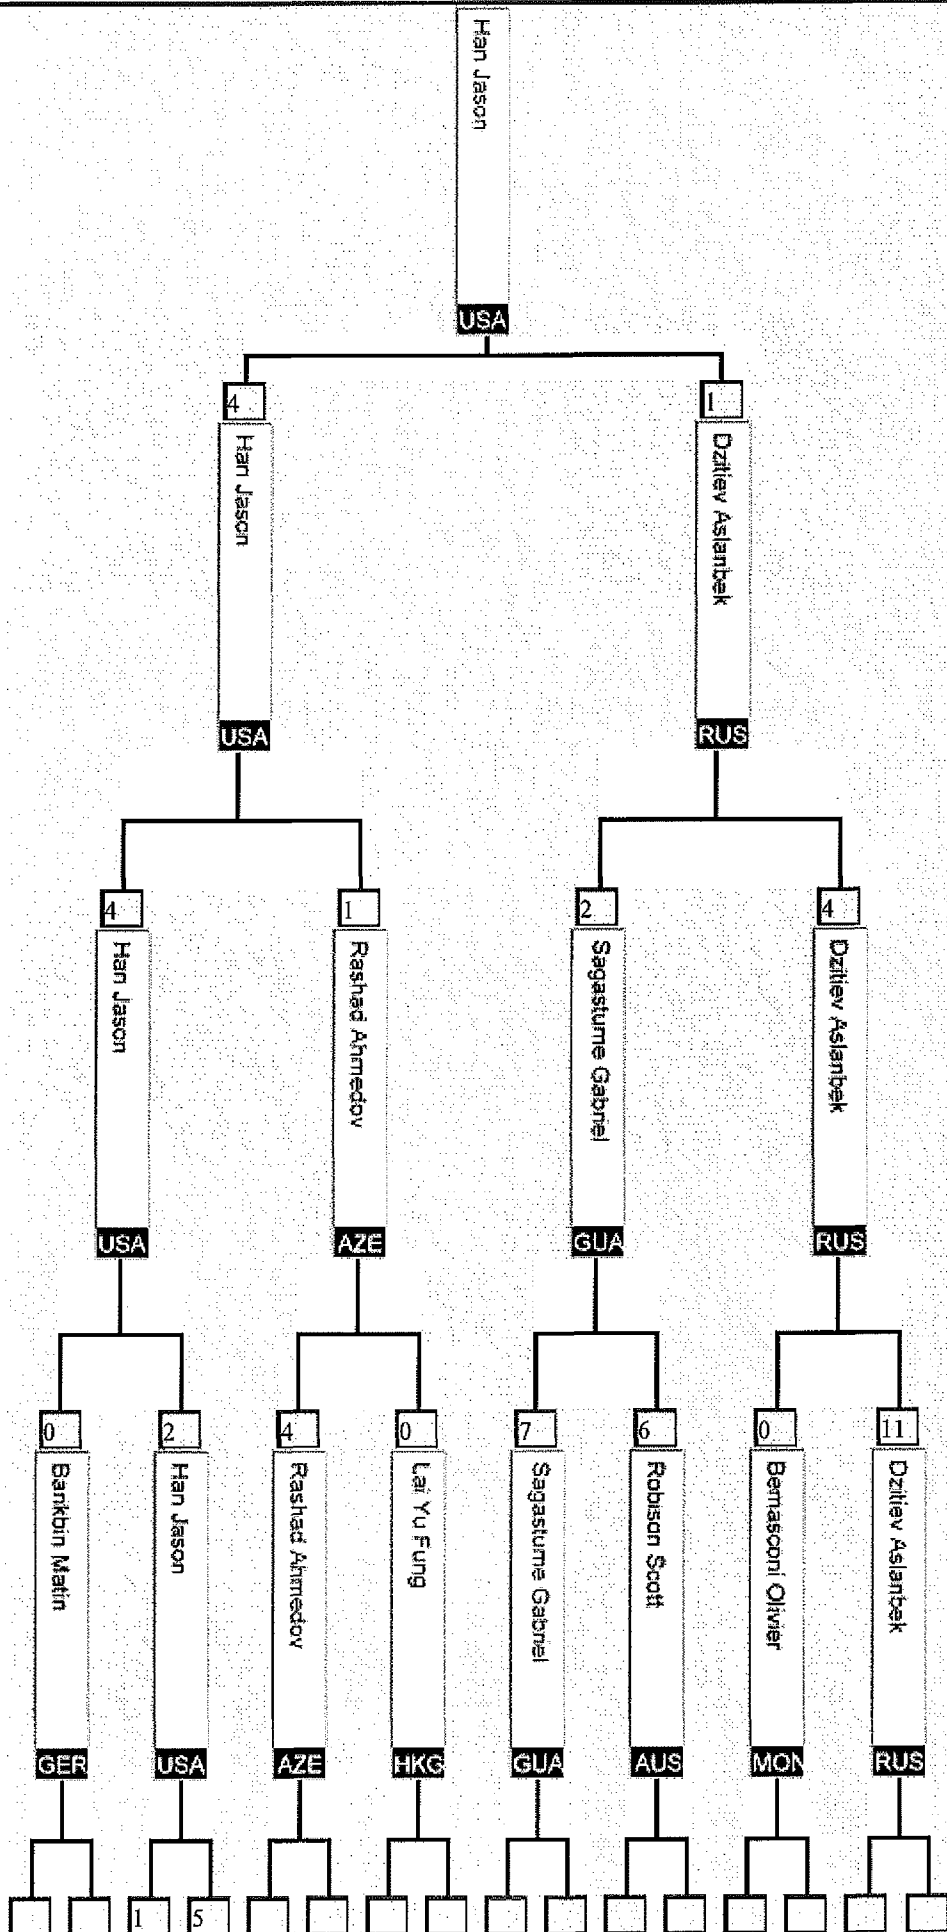 Han Jason
USA
4
1
Han Jason
Dzitiev Aslanbek
USA
RUS
4
1
2
4
Han Jason
Rashad Ahmedov
Sagastume Gabriel
Dzitiev Aslanbek
USA
AZE
GUA
RUS
0
2
4
0
7
6
0
11
Bankbin Matin
Han Jason
Rashad Ahmedov
Lai Yu Fung
Sagastume Gabriel
Robison Scott
Bernasconi Olivier
Dzitiev Aslanbek
GER
USA
AZE
HKG
GUA
AUS
MON
RUS
1
5